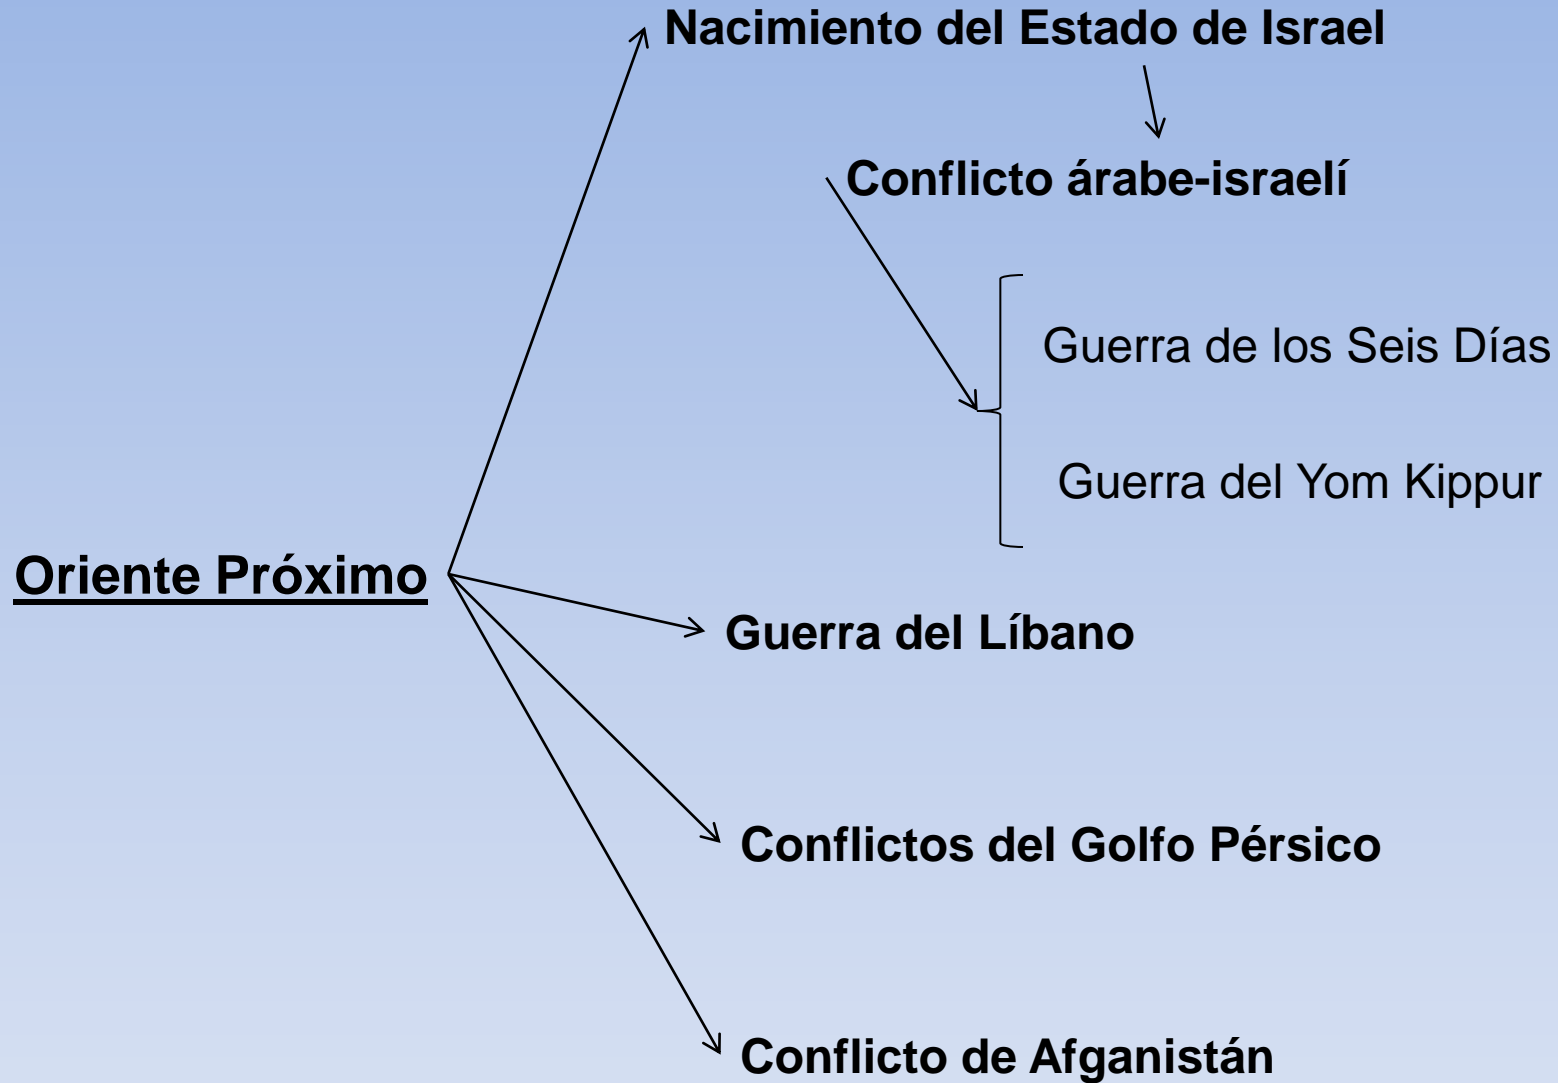 Nacimiento del Estado de Israel
Conflicto árabe-israelí
Guerra de los Seis Días
Guerra del Yom Kippur
Oriente Próximo
Guerra del Líbano
Conflictos del Golfo Pérsico
Conflicto de Afganistán